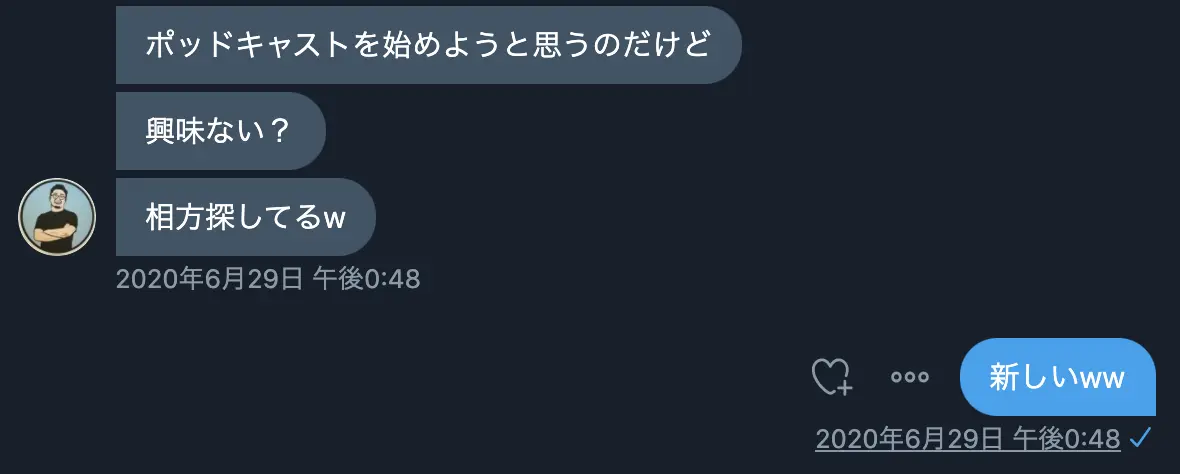 ポッドキャストを始めようと思うのだけど
興味ない？
相方探してるw
2020年6月29日 午後0:48
新しいww
2020年6月29日 午後0:48